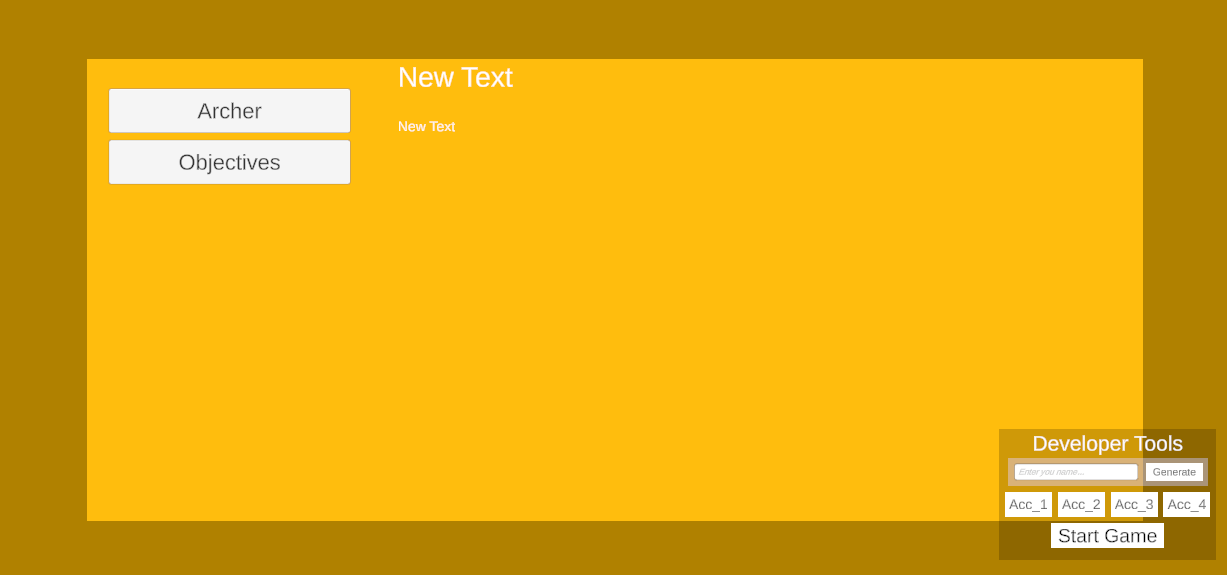 New Text
Archer
New Text
Objectives
Developer Tools
Enter you name...
Generate
Acc_1 Acc_2 Acc_3 Acc_4
Start Game